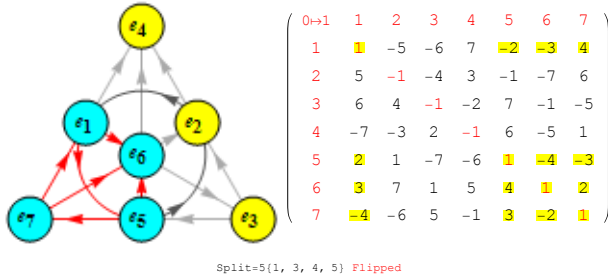 e4
e1
e2
e6
e7
e5
e3
0↦1 1 2 3 4 5 6 7
1 1 -5 -6 7 -2 -3 4
2 5 -1 -4 3 -1 -7 6
3 6 4 -1 -2 7 -1 -5
4 -7 -3 2 -1 6 -5 1
5 2 1 -7 -6 1 -4 -3
6 3 7 1 5 4 1 2
7 -4 -6 5 -1 3 -2 1
Split=5{1, 3, 4, 5} Flipped